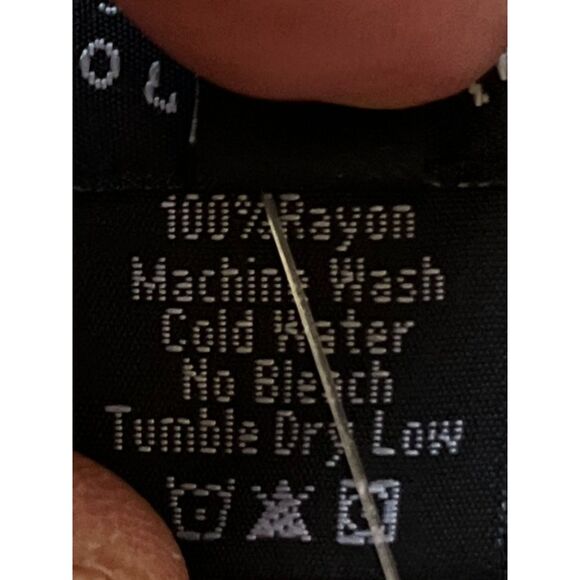 100% Rayon
Machine Wash
Cold Water
No Bleach
Tumble Dry Low